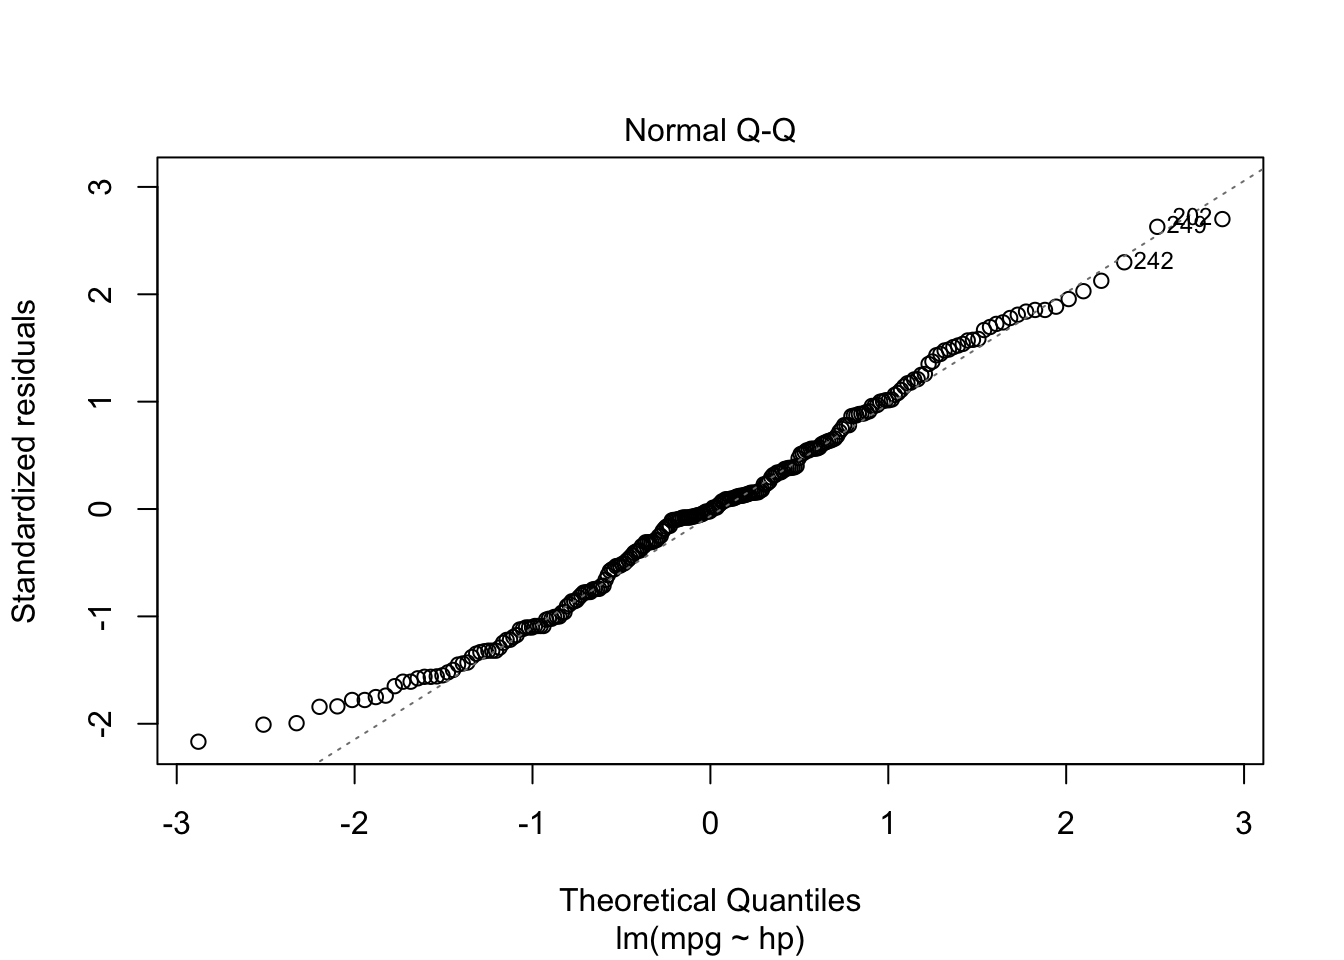 Normal Q-Q
3
2
1
0
-1
-2
Standardized residuals
202
249
242
-3 -2 -1 0 1 2 3
Theoretical Quantiles
lm(mpg ~ hp)